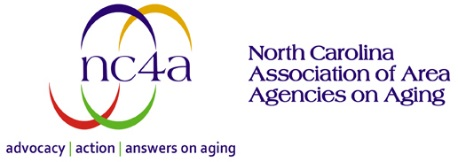 nc4a
advocacy | action | answers on aging
North Carolina
Association of Area
Agencies on Aging